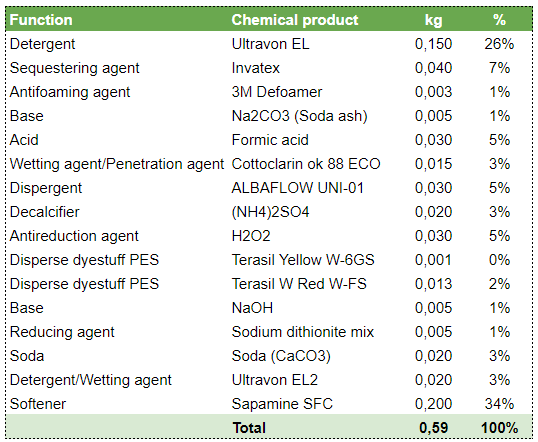 Function Chemical product kg %
Detergent Ultravon EL 0,150 26%
Sequestering agent Invatex 0,040 7%
Antifoaming agent 3M Defoamer 0,003 1%
Base Na2CO3 (Soda ash) 0,005 1%
Acid Formic acid 0,030 5%
Wetting agent/Penetration agent Cottoclarin ok 88 ECO 0,015 3%
Dispergent ALBAFLOW UNI-01 0,030 5%
Decalcifier (NH4)2SO4 0,020 3%
Antireduction agent H2O2 0,030 5%
Disperse dyestuff PES Terasil Yellow W-6GS 0,001 0%
Disperse dyestuff PES Terasil W Red W-FS 0,013 2%
Base NaOH 0,005 1%
Reducing agent Sodium dithionite mix 0,005 1%
Soda Soda (CaCO3) 0,020 3%
Detergent/Wetting agent Ultravon EL2 0,020 3%
Softener Sapamine SFC 0,200 34%
Total 0,59 100%